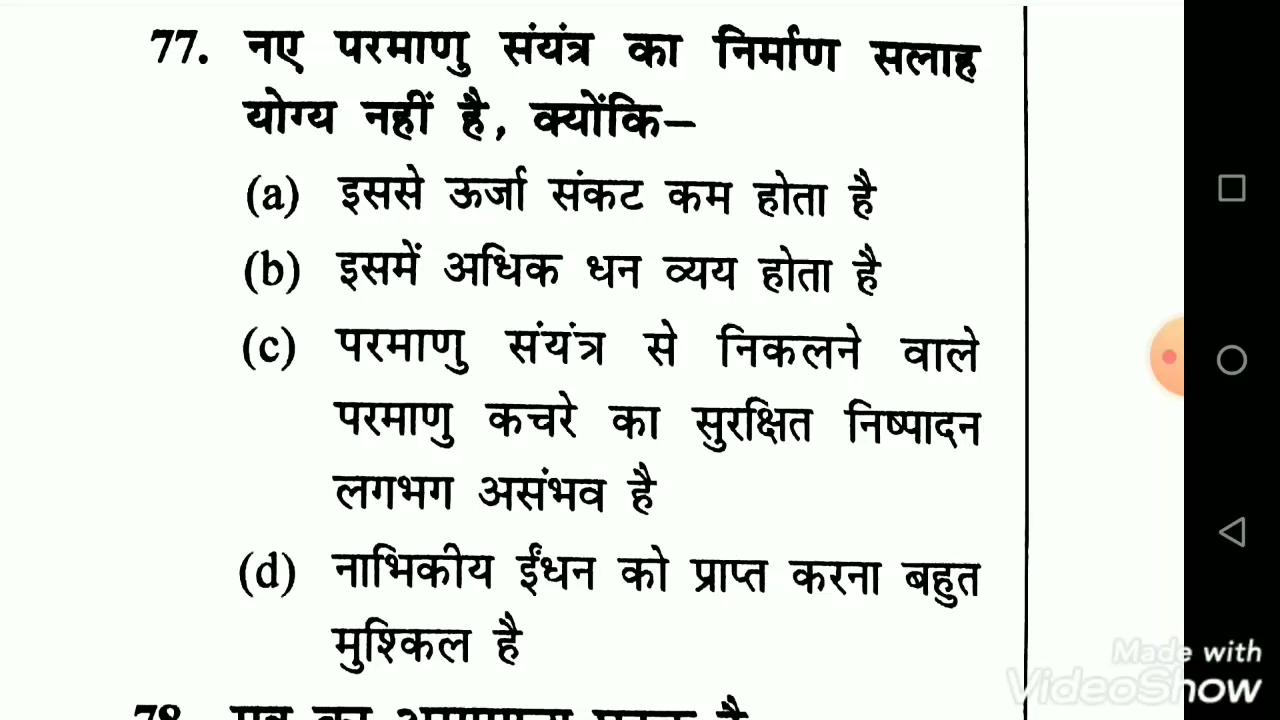 77. नए परमाणु संयंत्र का निर्माण सलाह
योग्य नहीं है, क्योंकि–
(a) इससे ऊर्जा संकट कम होता है
(b) इसमें अधिक धन व्यय होता है
(c) परमाणु संयंत्र से निकलने वाले
परमाणु कचरे का सुरक्षित निष्पादन
लगभग असंभव है
(d) नाभिकीय ईंधन को प्राप्त करना बहुत
मुश्किल है
78.
Made with
VideoShow